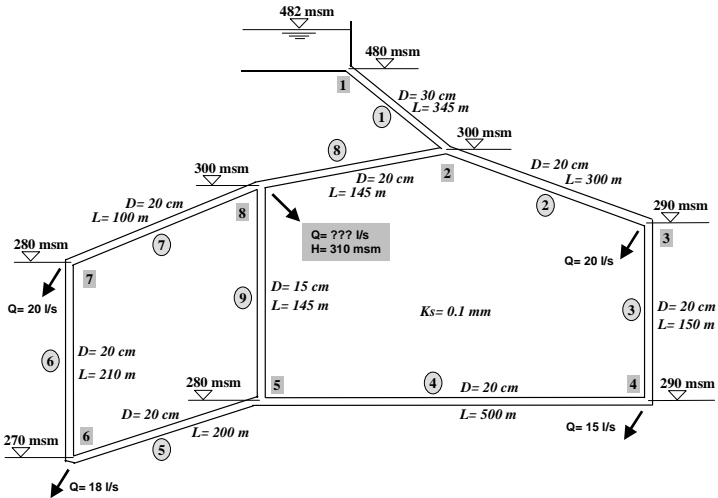 482 msm
480 msm
1
D= 30 cm
L= 345 m
1
8
300 msm
2
D= 20 cm
L= 145 m
D= 20 cm
L= 300 m
2
300 msm
8
D= 20 cm
L= 100 m
7
Q= ??? l/s
H= 310 msm
290 msm
3
Q= 20 l/s
280 msm
7
Q= 20 l/s
9
D= 15 cm
L= 145 m
Ks= 0.1 mm
3
D= 20 cm
L= 150 m
6
D= 20 cm
L= 210 m
280 msm
5
4
D= 20 cm
L= 500 m
4
290 msm
Q= 15 l/s
D= 20 cm
L= 200 m
5
270 msm
6
Q= 18 l/s